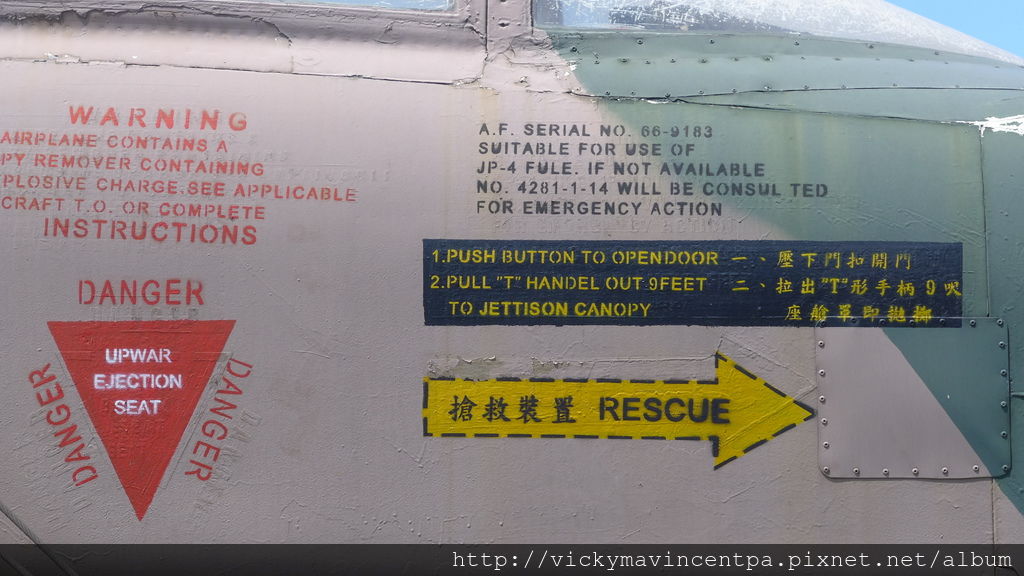 WARNING
AIRPLANE CONTAINS A
PY REMOVER CONTAINING
PLOSIVE CHARGE.SEE APPLICABLE
CRAFT T.O. OR COMPLETE
INSTRUCTIONS
DANGER
UPWAR
EJECTION
SEAT
DANGER
DANGER
A.F. SERIAL NO. 66-9183
SUITABLE FOR USE OF
JP-4 FULE. IF NOT AVAILABLE
NO. 4281-1-14 WILL BE CONSUL TED
FOR EMERGENCY ACTION
1.PUSH BUTTON TO OPENDOOR 一、壓下門扣開門
2.PULL "T" HANDEL OUT 9FEET 二、拉出"T"形手柄9呎
TO JETTISON CANOPY 座艙罩即拋擲
搶救裝置 RESCUE
http://vickymavincentpa.pixnet.net/album